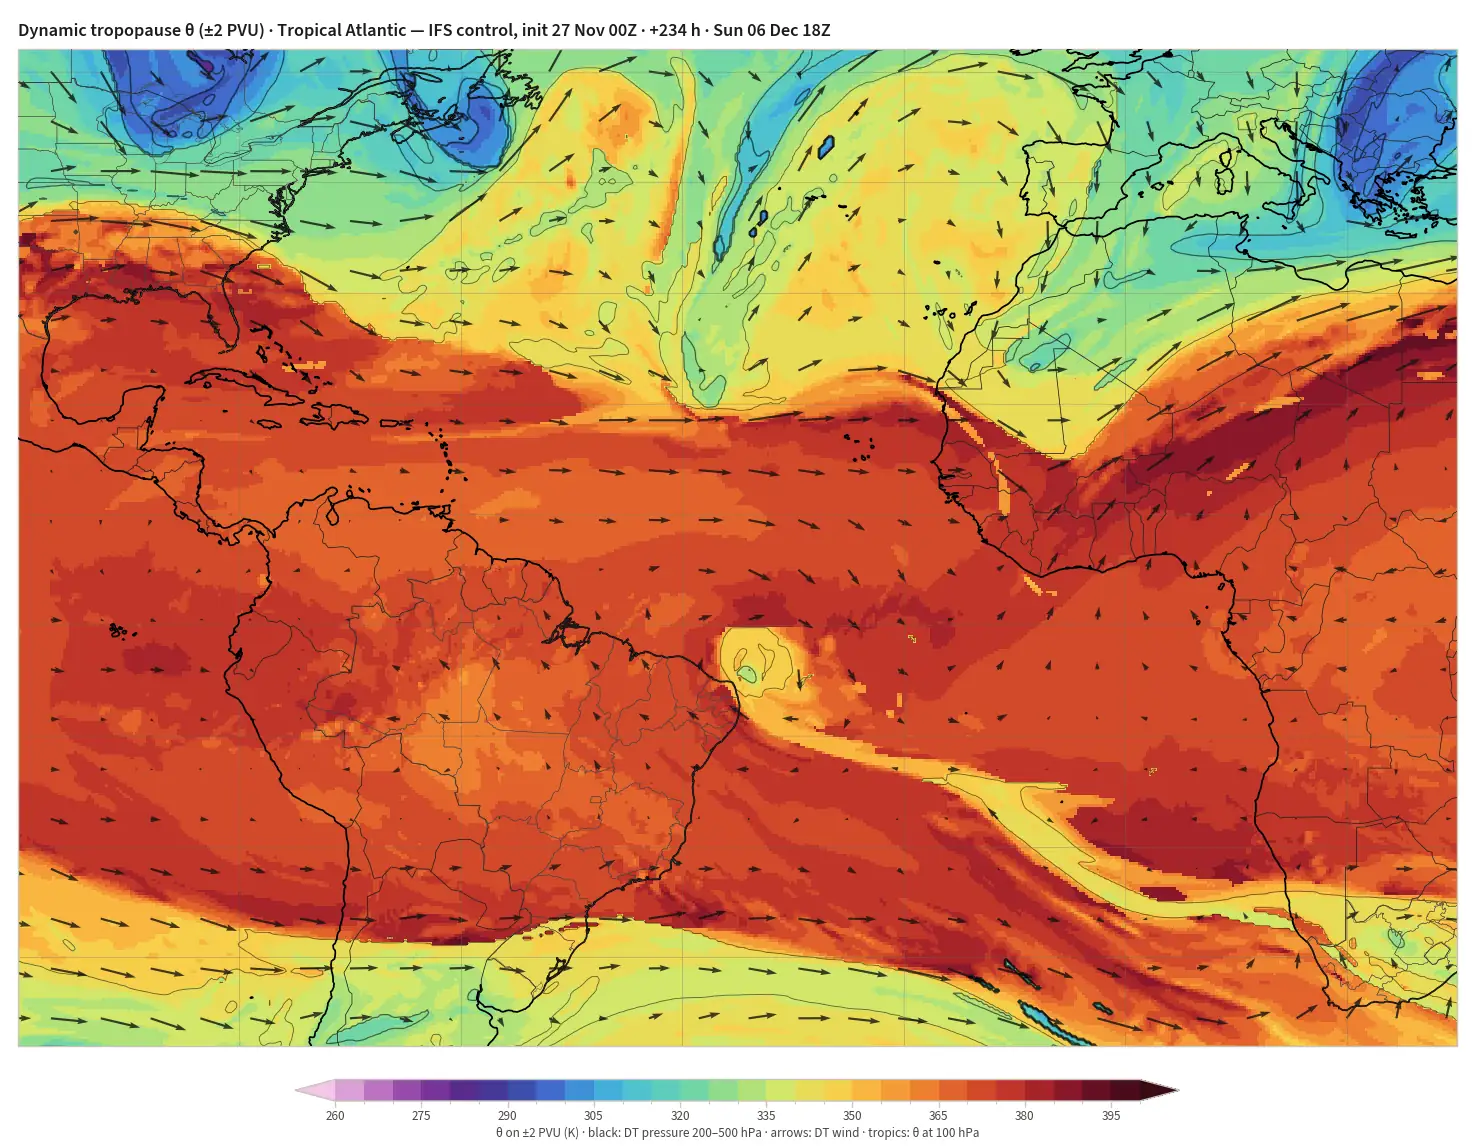 Dynamic tropopause θ (±2 PVU) · Tropical Atlantic — IFS control, init 27 Nov 00Z · +234 h · Sun 06 Dec 18Z
260 275 290 305 320 335 350 365 380 395
θ on ±2 PVU (K) · black: DT pressure 200–500 hPa · arrows: DT wind · tropics: θ at 100 hPa